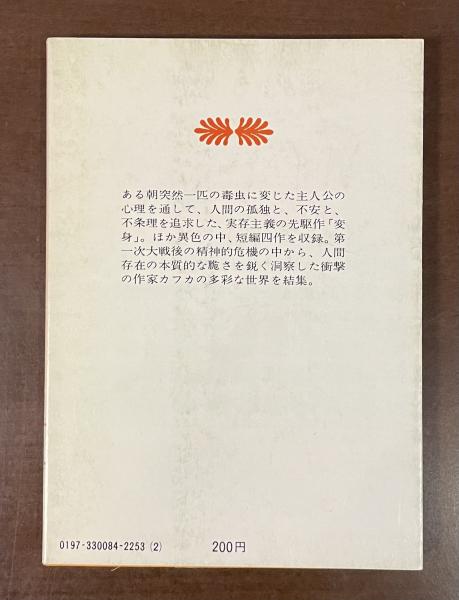 ある朝突然一匹の毒虫に変じた主人公の
心理を通して、人間の孤独と、不安と、
不条理を追求した、実存主義の先駆作「変
身」。ほか異色の中、短編四作を収録。第
一次大戦後の精神的危機の中から、人間
存在の本質的な脆さを鋭く洞察した衝撃
の作家カフカの多彩な世界を結集。
0197-330084-2253(2)
200円